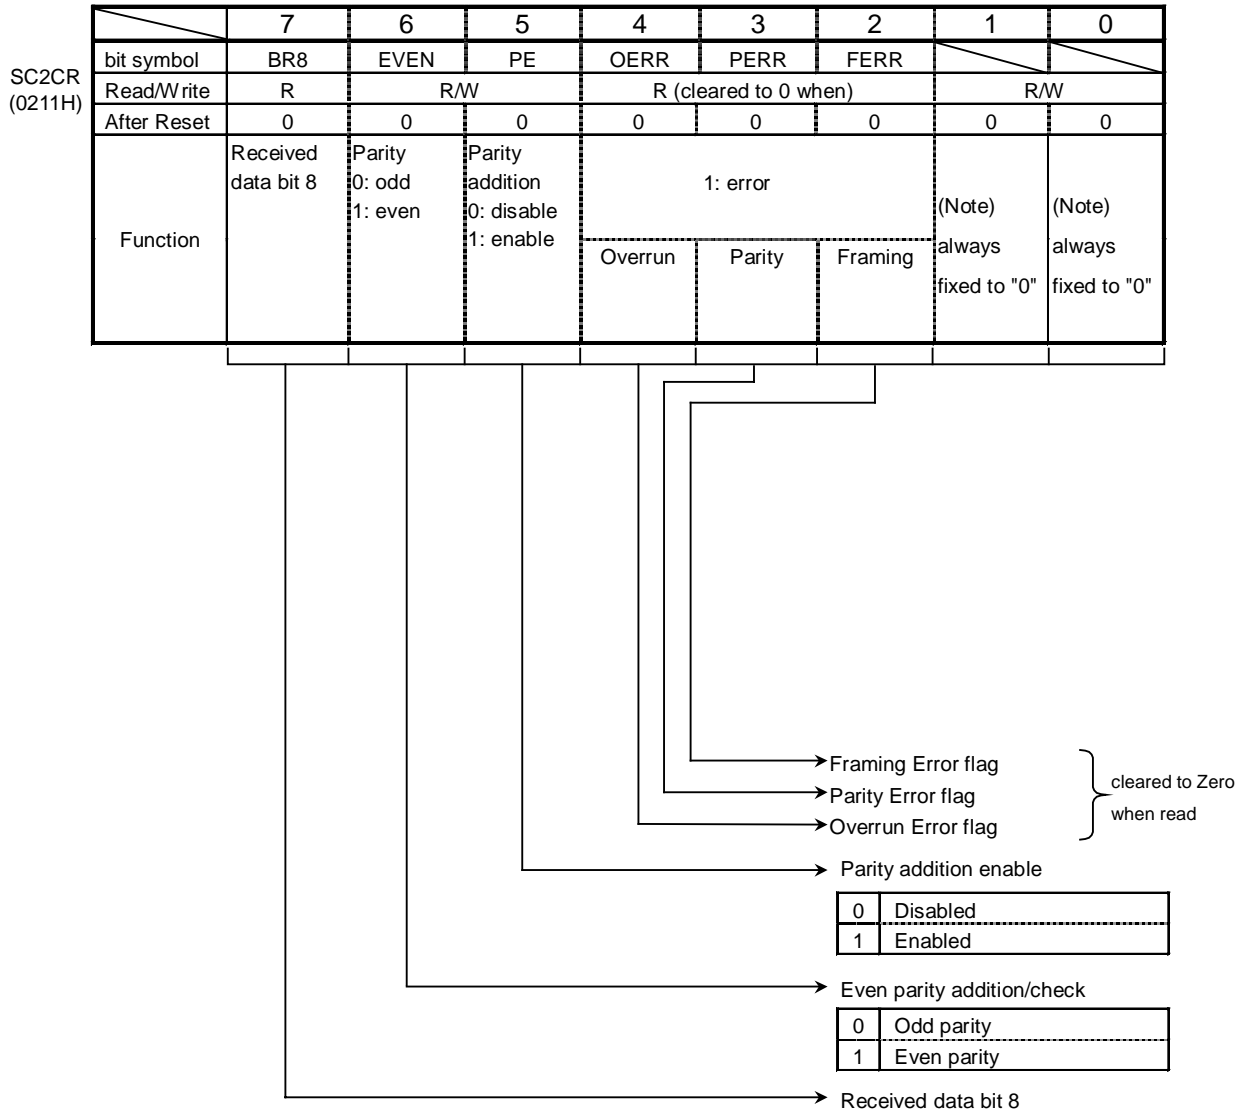 7 6 5 4 3 2 1 0
bit symbol BR8 EVEN PE OERR PERR FERR
SC2CR
(0211H)
Read/Write R R/W R (cleared to 0 when) R/W
After Reset 0 0 0 0 0 0 0 0
Function
Received
data bit 8
Parity
0: odd
1: even
Parity
addition
0: disable
1: enable
1: error
Overrun Parity Framing
(Note)
always
fixed to "0"
(Note)
always
fixed to "0"
Framing Error flag
Parity Error flag
Overrun Error flag
cleared to Zero
when read
Parity addition enable
0 Disabled
1 Enabled
Even parity addition/check
0 Odd parity
1 Even parity
Received data bit 8